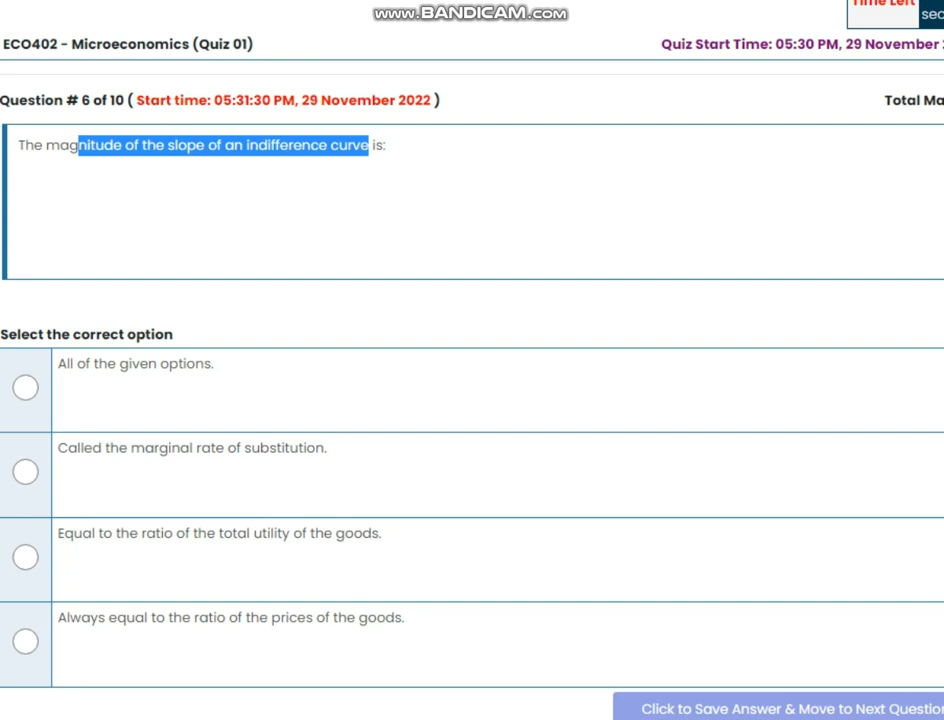 www.BANDICAM.com
Time Left
sec
ECO402 - Microeconomics (Quiz 01)
Quiz Start Time: 05:30 PM, 29 November
Question # 6 of 10 ( Start time: 05:31:30 PM, 29 November 2022 )
Total Ma
The magnitude of the slope of an indifference curve is:
Select the correct option
All of the given options.
Called the marginal rate of substitution.
Equal to the ratio of the total utility of the goods.
Always equal to the ratio of the prices of the goods.
Click to Save Answer & Move to Next Question